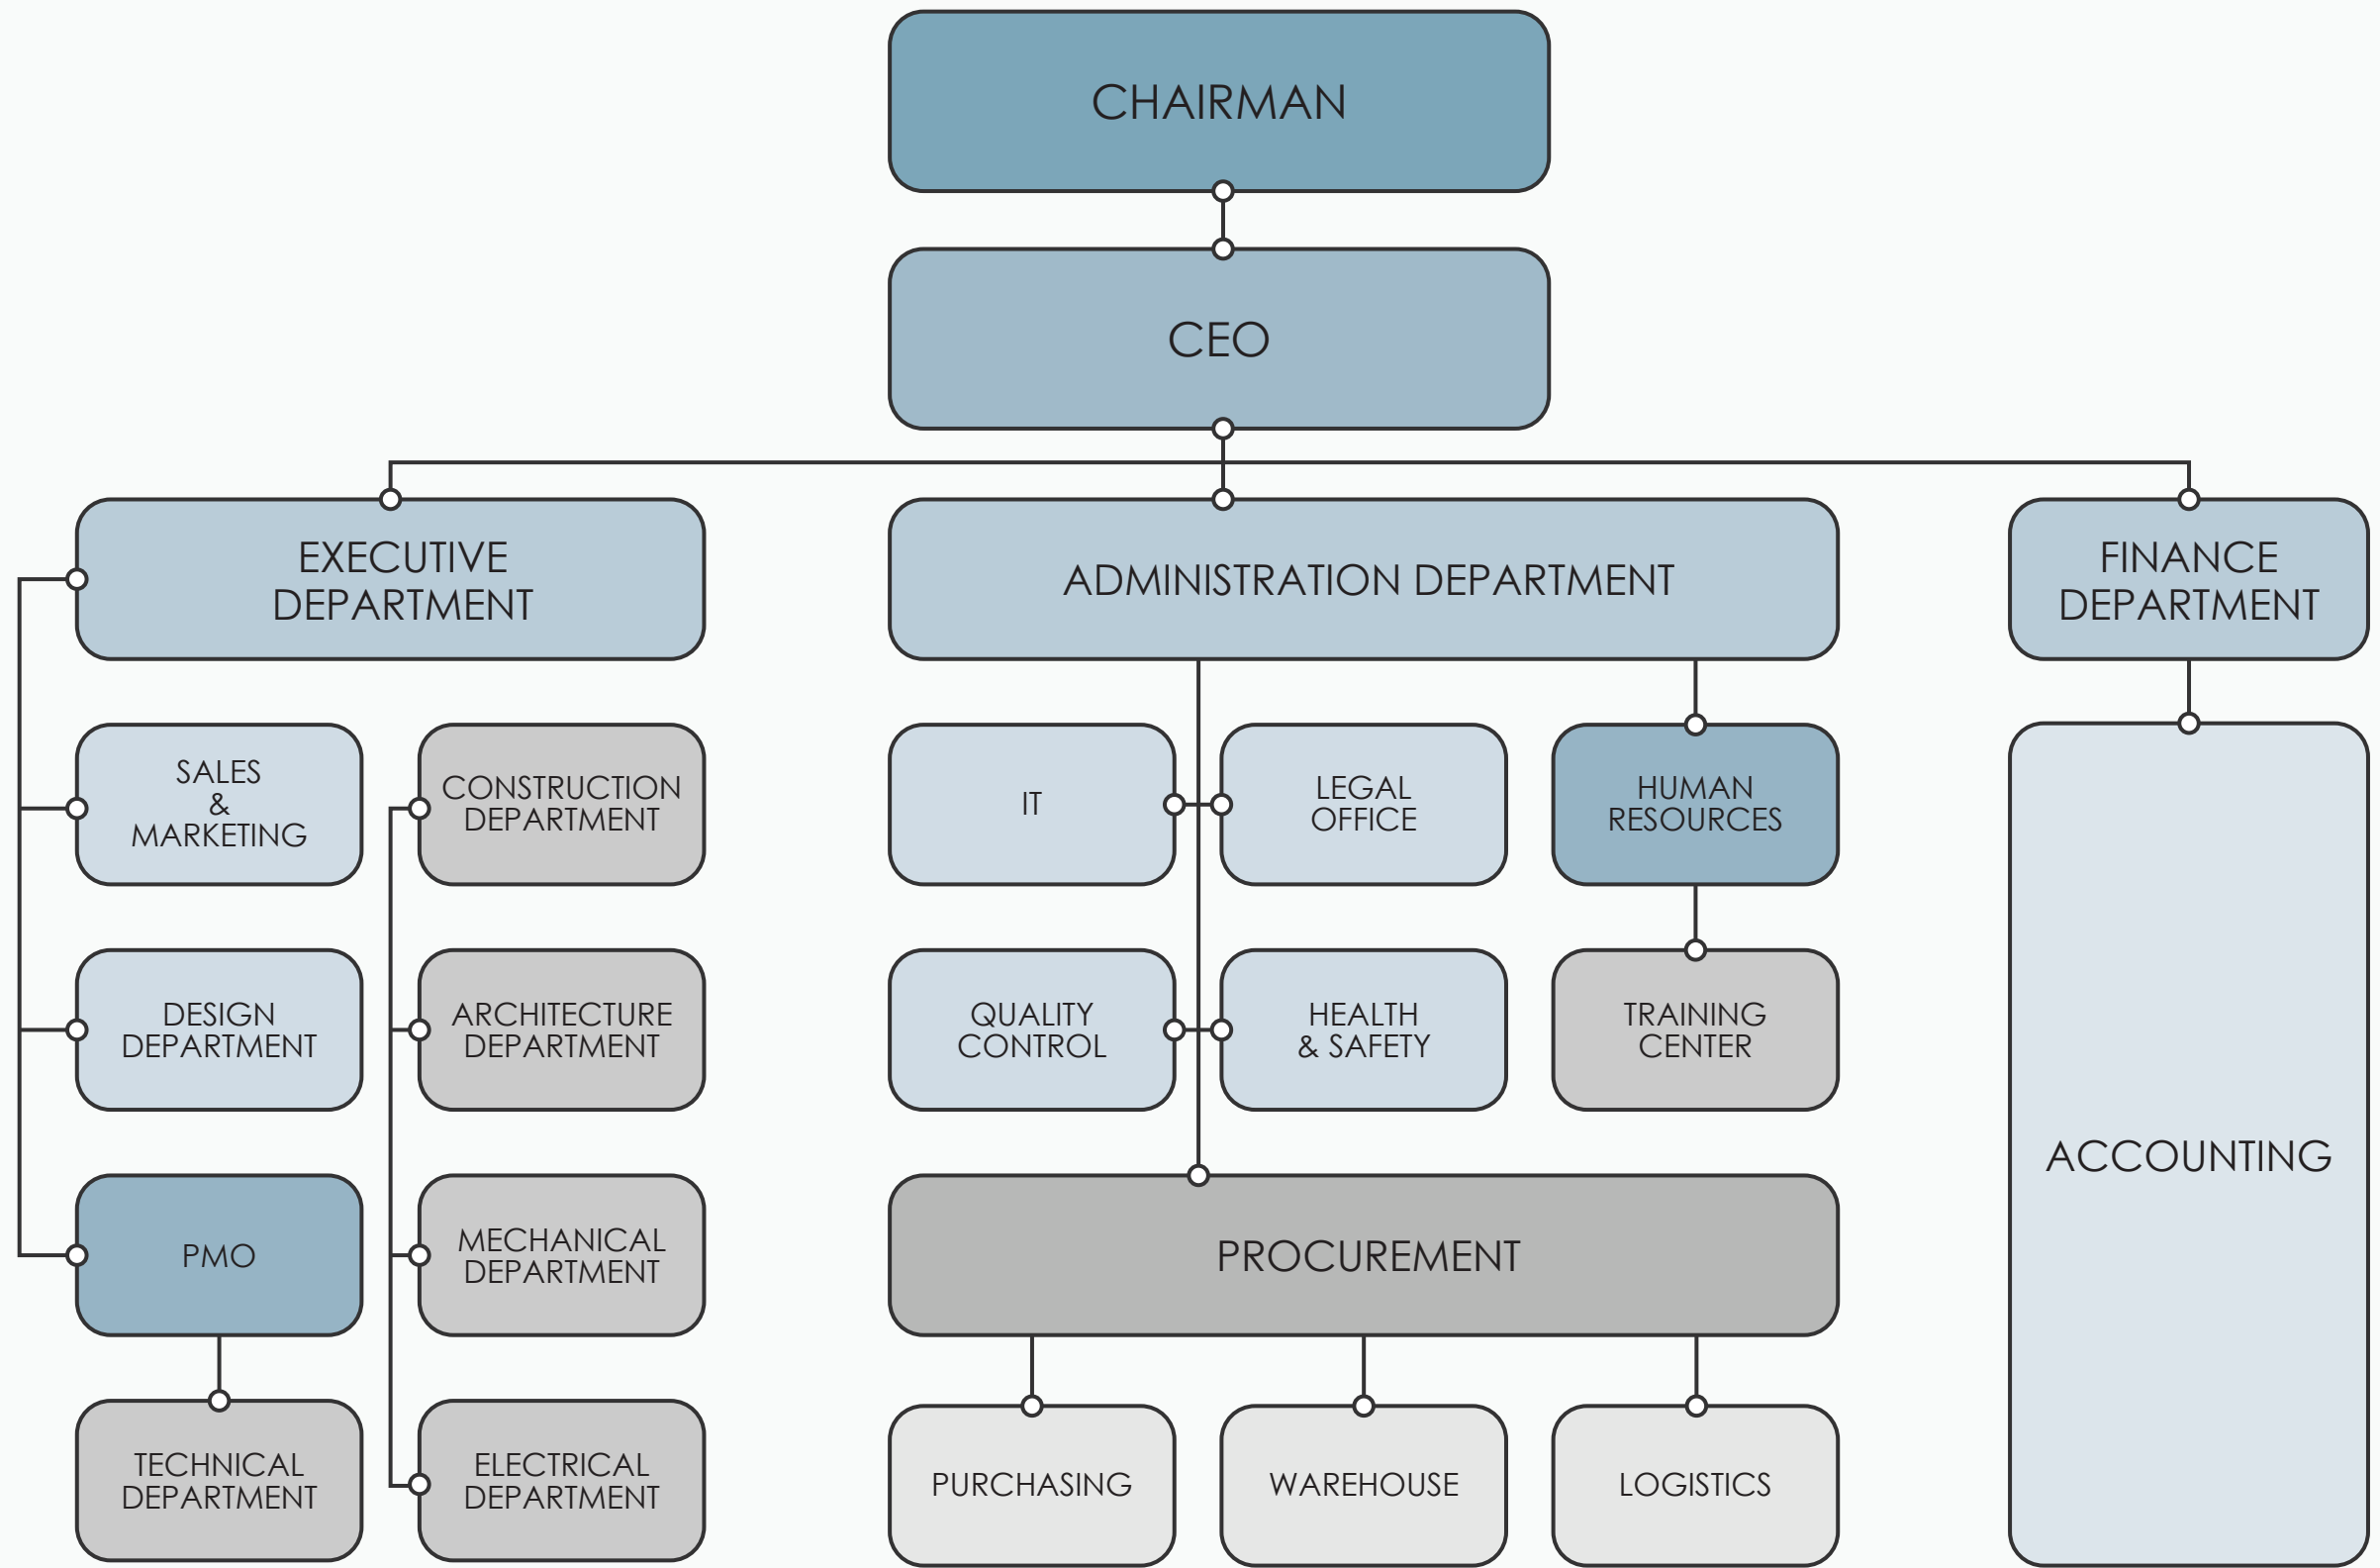 CHAIRMAN
CEO
EXECUTIVE
DEPARTMENT
ADMINISTRATION DEPARTMENT
FINANCE
DEPARTMENT
SALES
&
MARKETING
CONSTRUCTION
DEPARTMENT
IT
LEGAL
OFFICE
HUMAN
RESOURCES
DESIGN
DEPARTMENT
ARCHITECTURE
DEPARTMENT
QUALITY
CONTROL
HEALTH
& SAFETY
TRAINING
CENTER
ACCOUNTING
PMO
MECHANICAL
DEPARTMENT
PROCUREMENT
TECHNICAL
DEPARTMENT
ELECTRICAL
DEPARTMENT
PURCHASING
WAREHOUSE
LOGISTICS